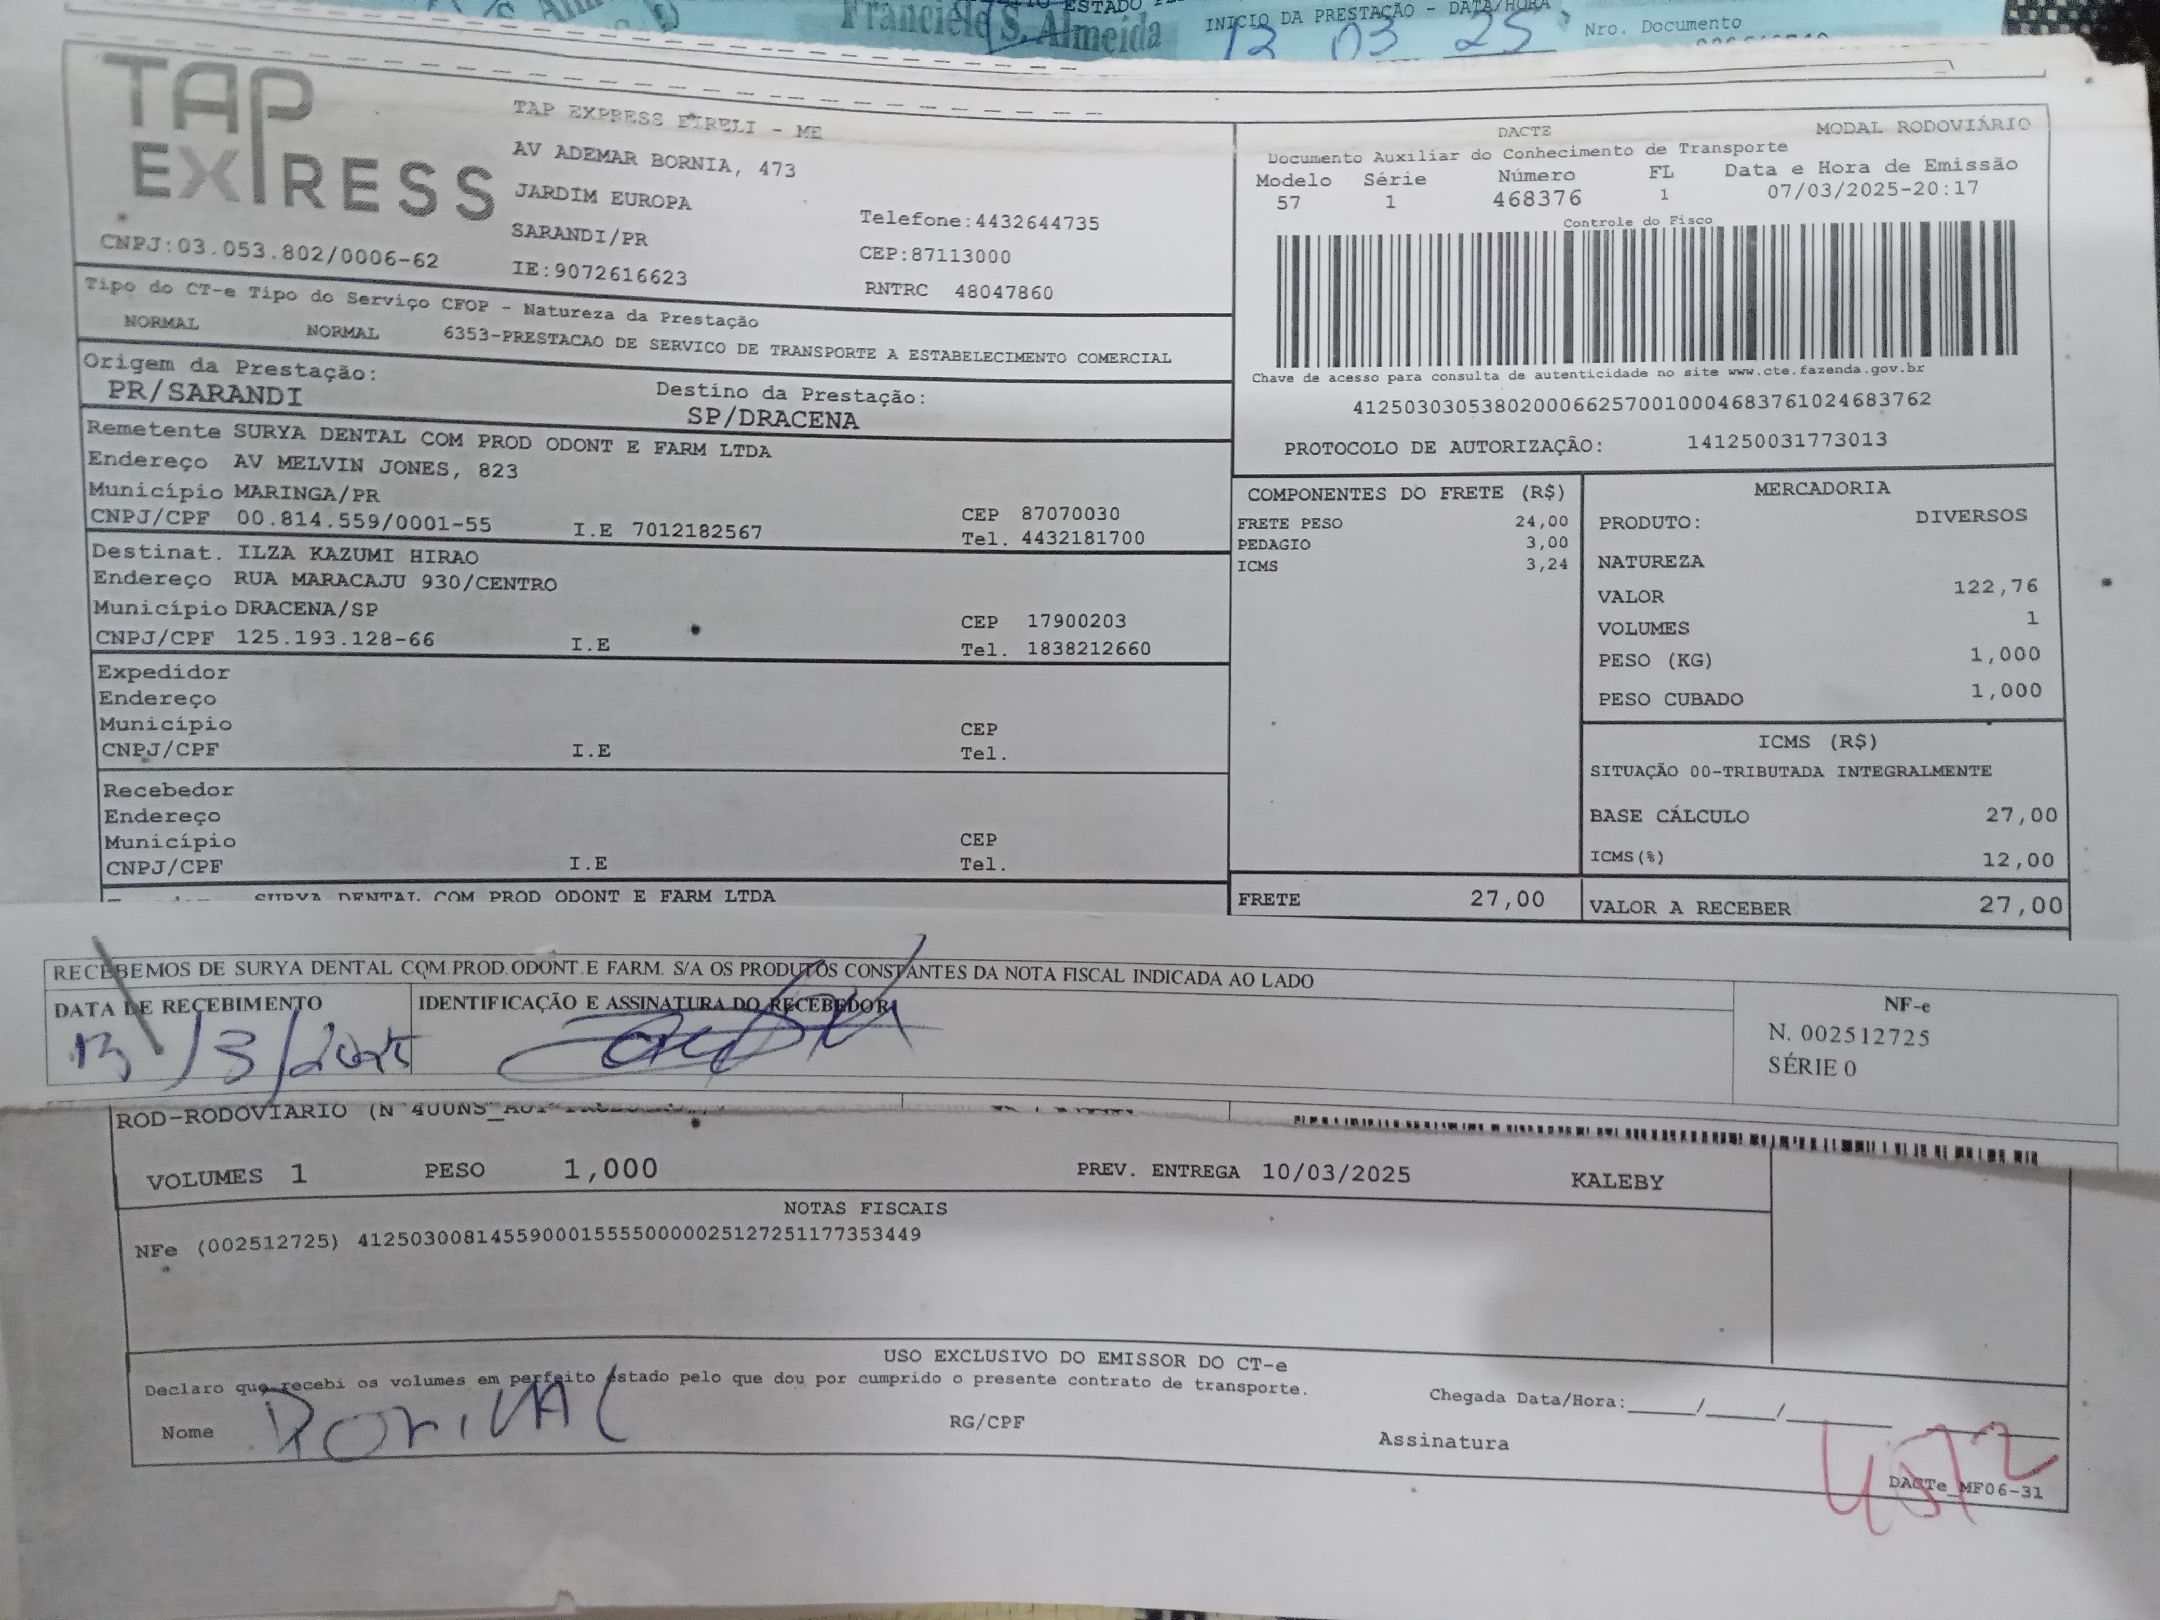 Franciele S. Almeida
INICIO DA PRESTAÇÃO - DATA/HORA
12 03 25
Nro. Documento
TAP EXPRESS
CNPJ:03.053.802/0006-62
TAP EXPRESS EIRELI - ME
AV ADEMAR BORNIA, 473
JARDIM EUROPA
SARANDI/PR
IE:9072616623
Telefone:4432644735
CEP:87113000
RNTRC 48047860
DACTE MODAL RODOVIÁRIO
Documento Auxiliar do Conhecimento de Transporte
Modelo Série Número FL Data e Hora de Emissão
57 1 468376 1 07/03/2025-20:17
Controle do Fisco
Chave de acesso para consulta de autenticidade no site www.cte.fazenda.gov.br
41250303053802000662570010004683761024683762
PROTOCOLO DE AUTORIZAÇÃO: 141250031773013
Tipo do CT-e Tipo do Serviço CFOP - Natureza da Prestação
NORMAL NORMAL 6353-PRESTACAO DE SERVICO DE TRANSPORTE A ESTABELECIMENTO COMERCIAL
Origem da Prestação: Destino da Prestação:
PR/SARANDI SP/DRACENA
Remetente SURYA DENTAL COM PROD ODONT E FARM LTDA
Endereço AV MELVIN JONES, 823
Município MARINGA/PR CEP 87070030
CNPJ/CPF 00.814.559/0001-55 I.E 7012182567 Tel. 4432181700
Destinat. ILZA KAZUMI HIRAO
Endereço RUA MARACAJU 930/CENTRO
Município DRACENA/SP CEP 17900203
CNPJ/CPF 125.193.128-66 I.E Tel. 1838212660
Expedidor
Endereço
Município CEP
CNPJ/CPF I.E Tel.
Recebedor
Endereço
Município CEP
CNPJ/CPF I.E Tel.
SURYA DENTAL COM PROD ODONT E FARM LTDA
COMPONENTES DO FRETE (R$)
FRETE PESO 24,00
PEDAGIO 3,00
ICMS 3,24
FRETE 27,00
MERCADORIA
PRODUTO: DIVERSOS
NATUREZA
VALOR 122,76
VOLUMES 1
PESO (KG) 1,000
PESO CUBADO 1,000
ICMS (R$)
SITUAÇÃO 00-TRIBUTADA INTEGRALMENTE
BASE CÁLCULO 27,00
ICMS(%) 12,00
VALOR A RECEBER 27,00
RECEBEMOS DE SURYA DENTAL COM.PROD.ODONT.E FARM. S/A OS PRODUTOS CONSTANTES DA NOTA FISCAL INDICADA AO LADO
DATA DE RECEBIMENTO IDENTIFICAÇÃO E ASSINATURA DO RECEBEDOR
13/3/2025
NF-e
N. 002512725
SÉRIE 0
ROD-RODOVIARIO
VOLUMES 1 PESO 1,000 PREV. ENTREGA 10/03/2025 KALEBY
NOTAS FISCAIS
NFe (002512725) 41250300814559000155550000025127251177353449
USO EXCLUSIVO DO EMISSOR DO CT-e
Declaro que recebi os volumes em perfeito estado pelo que dou por cumprido o presente contrato de transporte.
Chegada Data/Hora:_____/_____/________
Nome Dorival RG/CPF Assinatura
DACTe_MF06-31